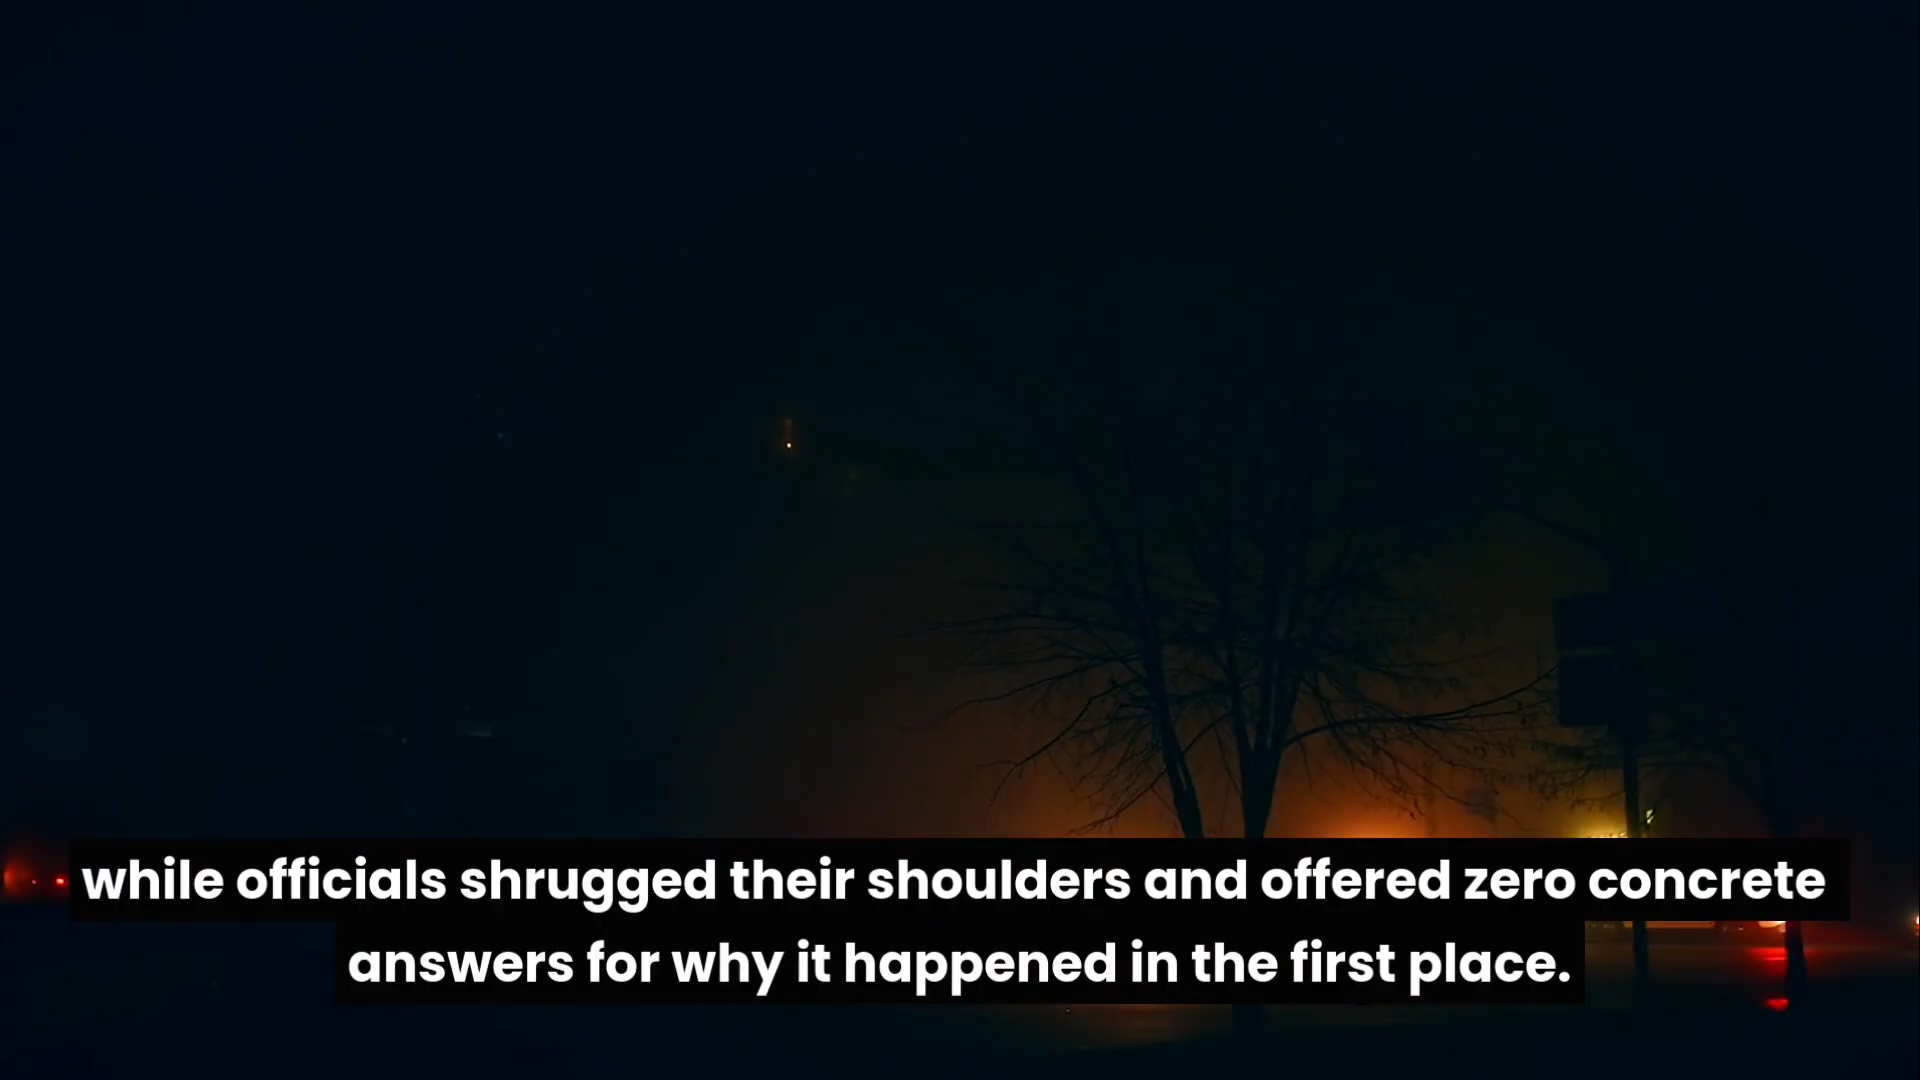 while officials shrugged their shoulders and offered zero concrete
answers for why it happened in the first place.